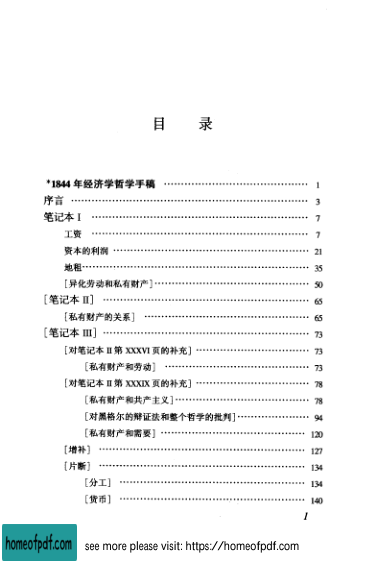 目 录
*1844 年经济学哲学手稿 …… 1
序言 …… 3
笔记本 I …… 7
工资 …… 7
资本的利润 …… 21
地租 …… 35
［异化劳动和私有财产］ …… 50
［笔记本 II］ …… 65
［私有财产的关系］ …… 65
［笔记本 III］ …… 73
［对笔记本 II 第 XXXVI 页的补充］ …… 73
［私有财产和劳动］ …… 73
［对笔记本 II 第 XXXIX 页的补充］ …… 78
［私有财产和共产主义］ …… 78
［对黑格尔的辩证法和整个哲学的批判］ …… 94
［私有财产和需要］ …… 120
［增补］ …… 127
［片断］ …… 134
［分工］ …… 134
［货币］ …… 140
I
homeofpdf.com see more please visit: https://homeofpdf.com